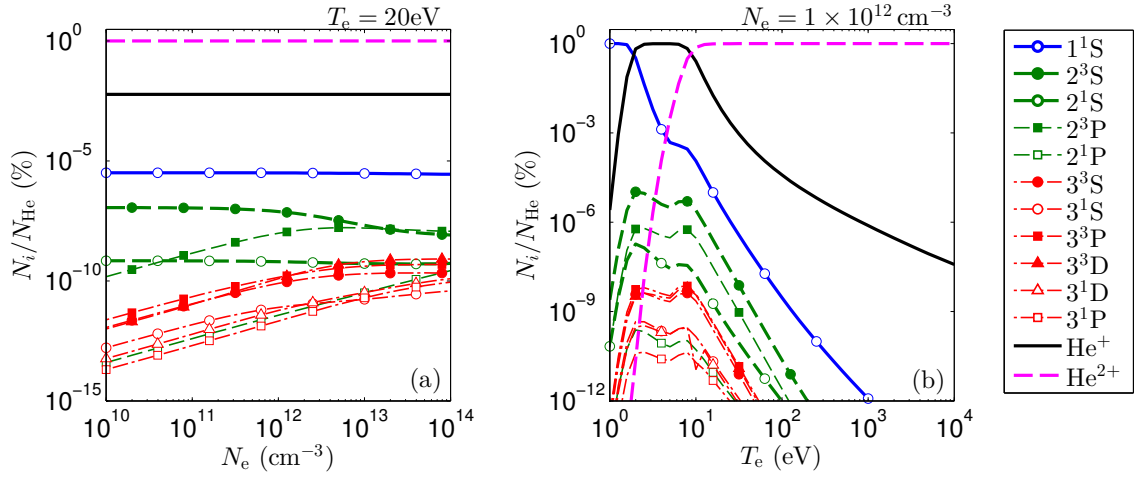 T_e = 20eV
10^0
10^−5
10^−10
10^−15
N_i/N_He (%)
10^10 10^11 10^12 10^13 10^14
N_e (cm^−3)
(a)
N_e = 1 × 10^12 cm^−3
10^0
10^−3
10^−6
10^−9
10^−12
N_i/N_He (%)
10^0 10^1 10^2 10^3 10^4
T_e (eV)
(b)
1^1S
2^3S
2^1S
2^3P
2^1P
3^3S
3^1S
3^3P
3^3D
3^1D
3^1P
He^+
He^2+